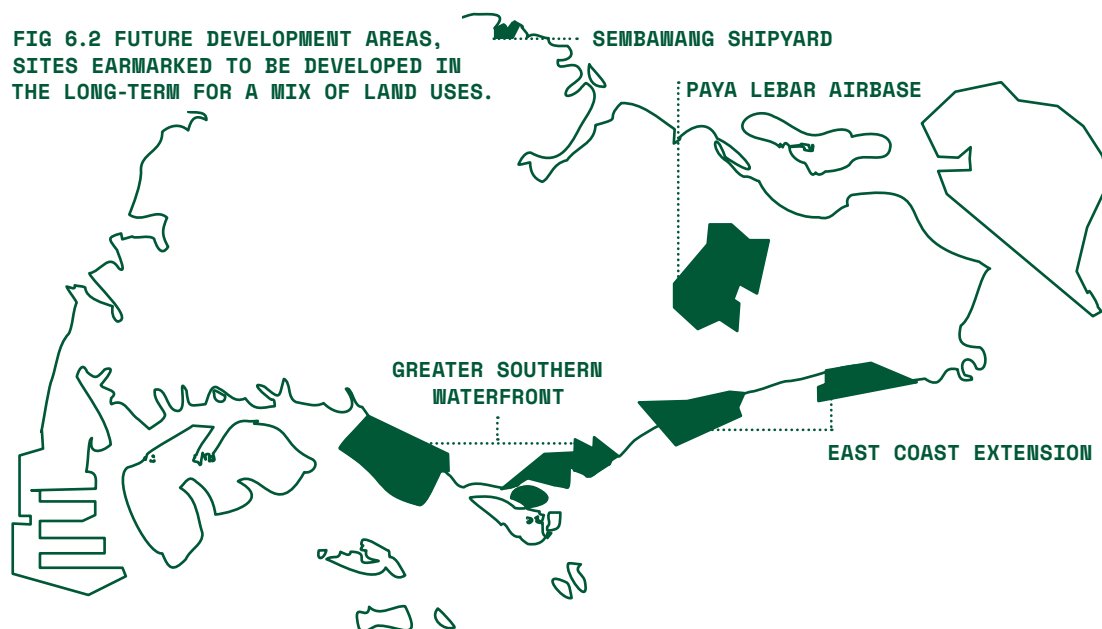 FIG 6.2 FUTURE DEVELOPMENT AREAS,
SITES EARMARKED TO BE DEVELOPED IN
THE LONG-TERM FOR A MIX OF LAND USES.
SEMBAWANG SHIPYARD
PAYA LEBAR AIRBASE
GREATER SOUTHERN
WATERFRONT
EAST COAST EXTENSION